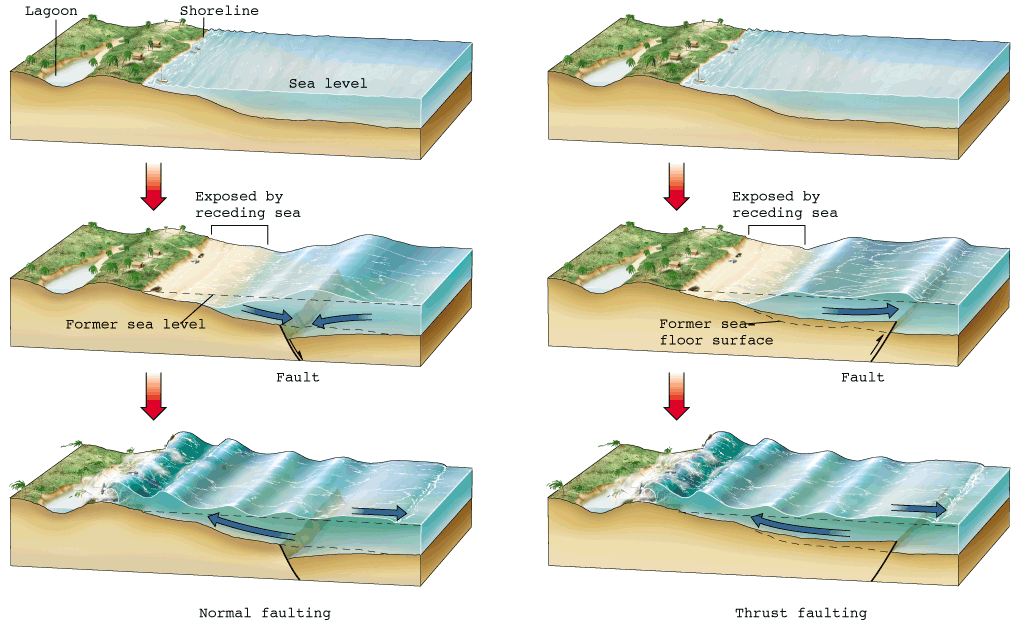 Lagoon
Shoreline
Sea level
Exposed by
receding sea
Former sea level
Fault
Normal faulting
Exposed by
receding sea
Former sea-
floor surface
Fault
Thrust faulting